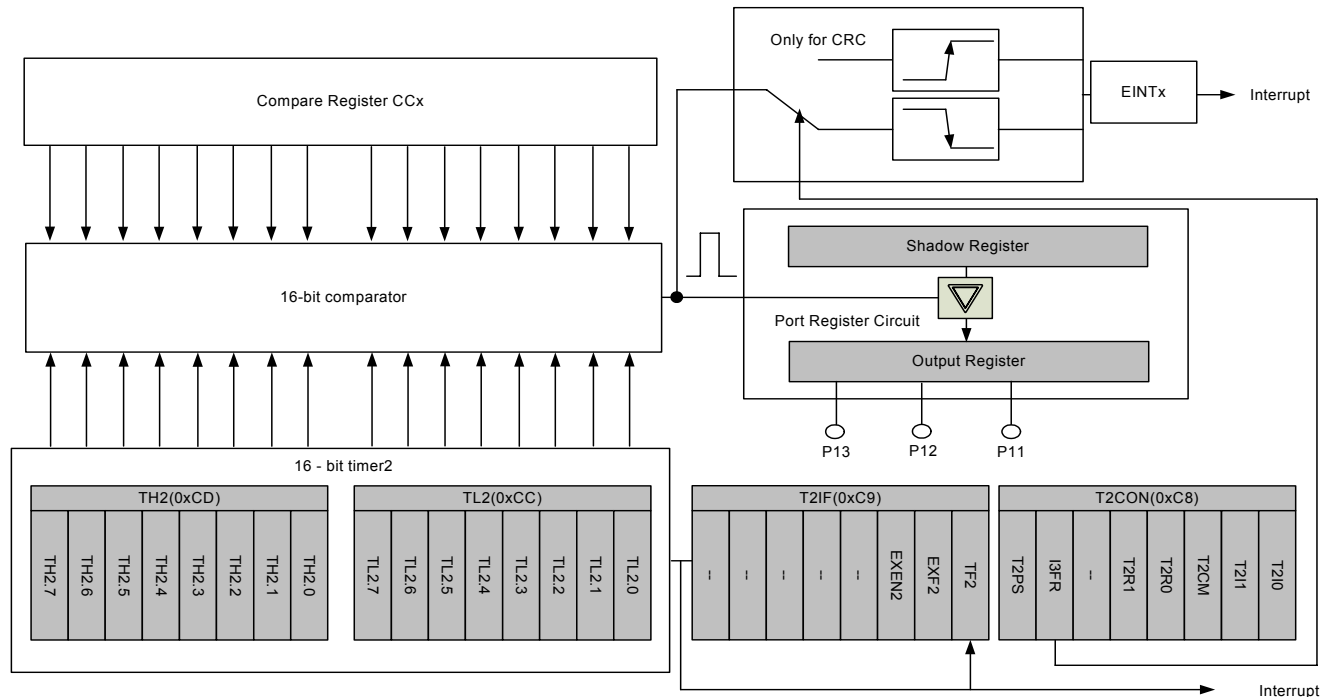 Only for CRC
Compare Register CCx
EINTx
Interrupt
Shadow Register
16-bit comparator
Port Register Circuit
Output Register
P13
P12
P11
16 - bit timer2
TH2(0xCD)
TL2(0xCC)
T2IF(0xC9)
T2CON(0xC8)
TH2.7
TH2.6
TH2.5
TH2.4
TH2.3
TH2.2
TH2.1
TH2.0
TL2.7
TL2.6
TL2.5
TL2.4
TL2.3
TL2.2
TL2.1
TL2.0
--
--
--
--
--
EXEN2
EXF2
TF2
T2PS
I3FR
--
T2R1
T2R0
T2CM
T2I1
T2I0
Interrupt